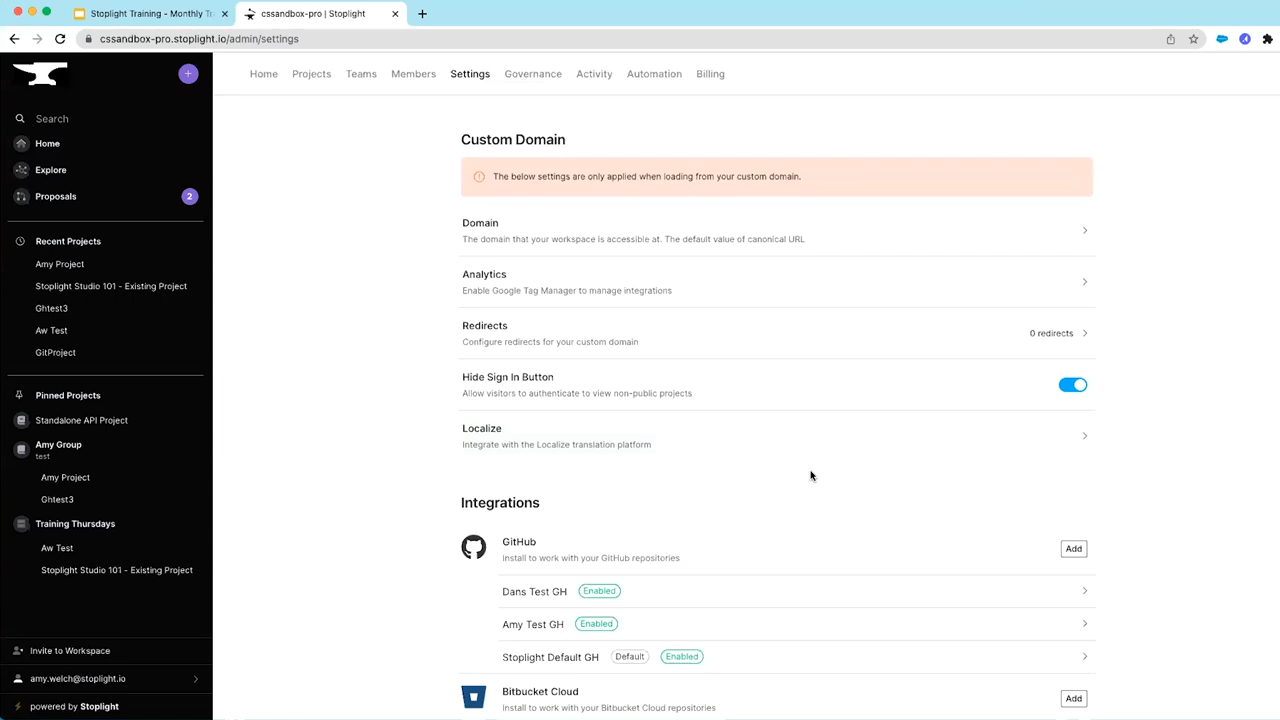 Stoplight Training - Monthly Tr
cssandbox-pro | Stoplight
cssandbox-pro.stoplight.io/admin/settings
Home
Projects
Teams
Members
Settings
Governance
Activity
Automation
Billing
Search
Home
Explore
Proposals
2
Recent Projects
Amy Project
Stoplight Studio 101 - Existing Project
Ghtest3
Aw Test
GitProject
Pinned Projects
Standalone API Project
Amy Group
test
Amy Project
Ghtest3
Training Thursdays
Aw Test
Stoplight Studio 101 - Existing Project
Invite to Workspace
amy.welch@stoplight.io
powered by Stoplight
Custom Domain
The below settings are only applied when loading from your custom domain.
Domain
The domain that your workspace is accessible at. The default value of canonical URL
Analytics
Enable Google Tag Manager to manage integrations
Redirects
Configure redirects for your custom domain
0 redirects
Hide Sign In Button
Allow visitors to authenticate to view non-public projects
Localize
Integrate with the Localize translation platform
Integrations
GitHub
Install to work with your GitHub repositories
Add
Dans Test GH Enabled
Amy Test GH Enabled
Stoplight Default GH Default Enabled
Bitbucket Cloud
Install to work with your Bitbucket Cloud repositories
Add